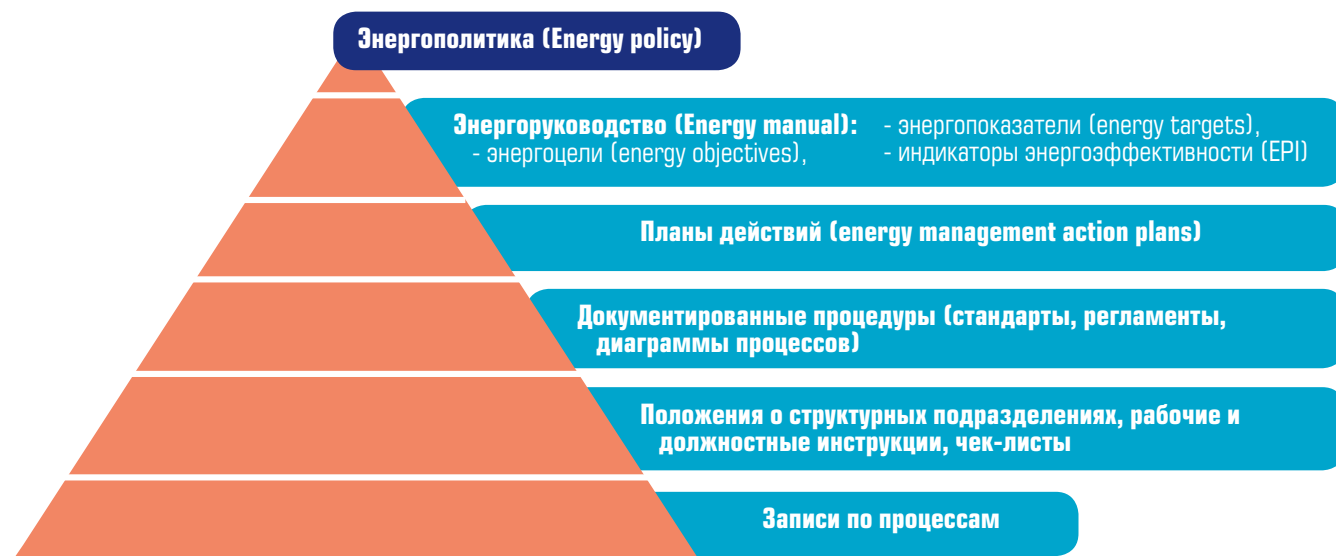 Энергополитика (Energy policy)
Энергоруководство (Energy manual): - энергопоказатели (energy targets),
- энергоцели (energy objectives), - индикаторы энергоэффективности (EPI)
Планы действий (energy management action plans)
Документированные процедуры (стандарты, регламенты,
диаграммы процессов)
Положения о структурных подразделениях, рабочие и
должностные инструкции, чек-листы
Записи по процессам